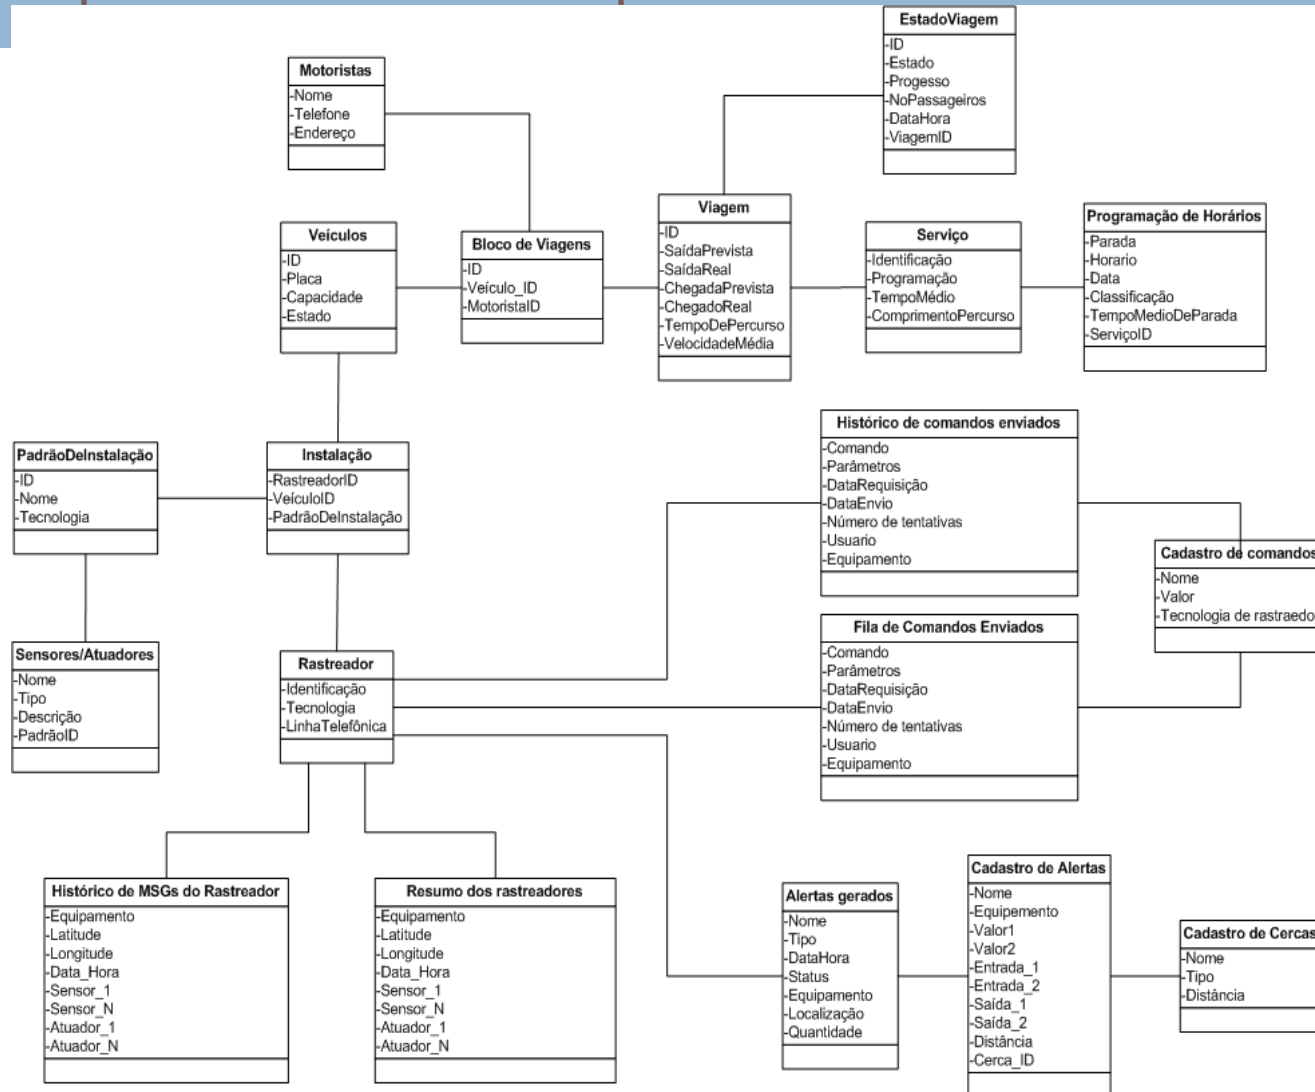 EstadoViagem
-ID
-Estado
-Progesso
-NoPassageiros
-DataHora
-ViagemID
Motoristas
-Nome
-Telefone
-Endereço
Veículos
-ID
-Placa
-Capacidade
-Estado
Bloco de Viagens
-ID
-Veículo_ID
-MotoristaID
Viagem
-ID
-SaídaPrevista
-SaídaReal
-ChegadaPrevista
-ChegadoReal
-TempoDePercurso
-VelocidadeMédia
Serviço
-Identificação
-Programação
-TempoMédio
-ComprimentoPercurso
Programação de Horários
-Parada
-Horario
-Data
-Classificação
-TempoMedioDeParada
-ServiçoID
PadrãoDeInstalação
-ID
-Nome
-Tecnologia
Instalação
-RastreadorID
-VeículoID
-PadrãoDeInstalação
Histórico de comandos enviados
-Comando
-Parâmetros
-DataRequisição
-DataEnvio
-Número de tentativas
-Usuario
-Equipamento
Cadastro de comandos
-Nome
-Valor
-Tecnologia de rastraedo
Fila de Comandos Enviados
-Comando
-Parâmetros
-DataRequisição
-DataEnvio
-Número de tentativas
-Usuario
-Equipamento
Sensores/Atuadores
-Nome
-Tipo
-Descrição
-PadrãoID
Rastreador
-Identificação
-Tecnologia
-LinhaTelefônica
Histórico de MSGs do Rastreador
-Equipamento
-Latitude
-Longitude
-Data_Hora
-Sensor_1
-Sensor_N
-Atuador_1
-Atuador_N
Resumo dos rastreadores
-Equipamento
-Latitude
-Longitude
-Data_Hora
-Sensor_1
-Sensor_N
-Atuador_1
-Atuador_N
Alertas gerados
-Nome
-Tipo
-DataHora
-Status
-Equipamento
-Localização
-Quantidade
Cadastro de Alertas
-Nome
-Equipemento
-Valor1
-Valor2
-Entrada_1
-Entrada_2
-Saída_1
-Saída_2
-Distância
-Cerca_ID
Cadastro de Cercas
-Nome
-Tipo
-Distância